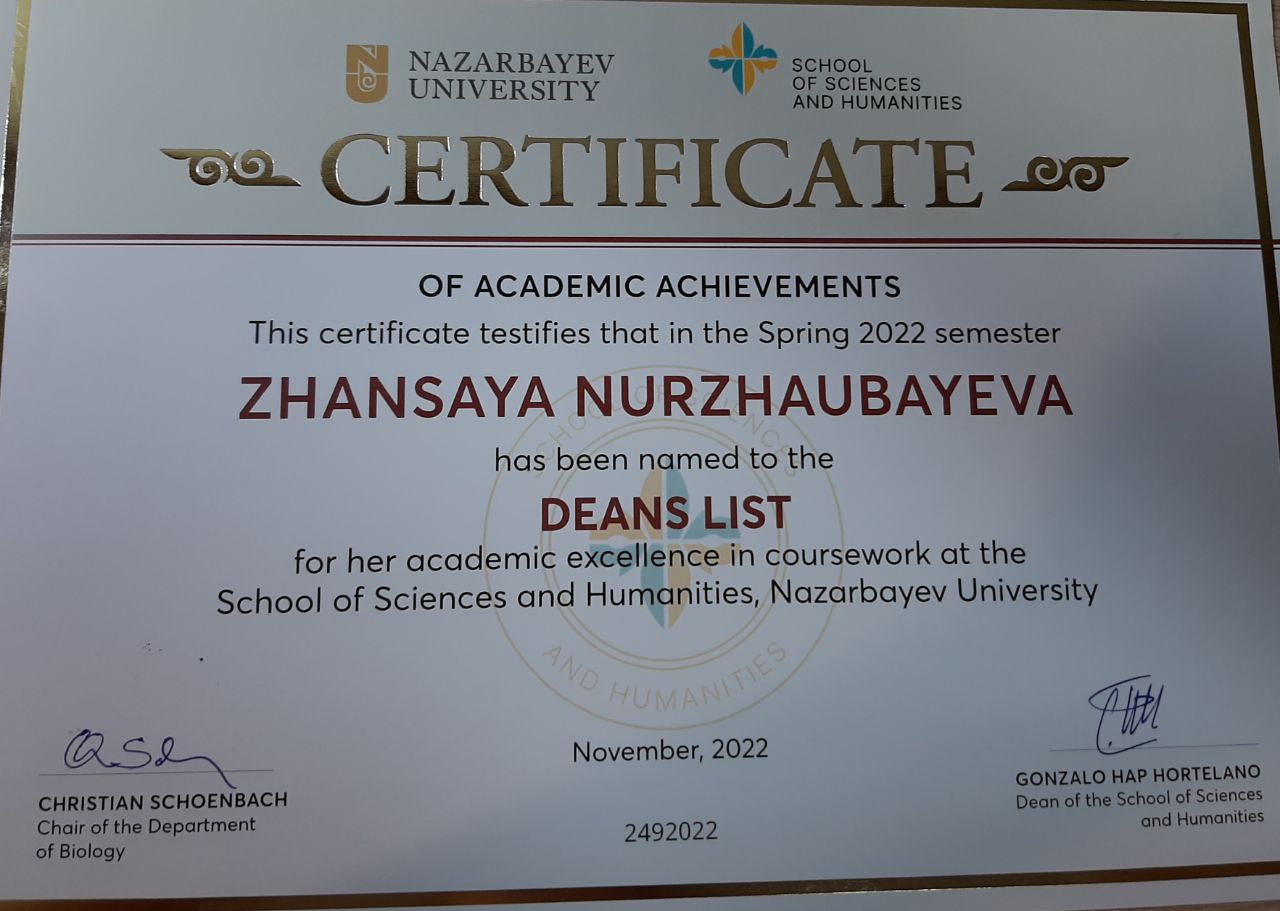 NAZARBAYEV
UNIVERSITY
SCHOOL
OF SCIENCES
AND HUMANITIES
CERTIFICATE
OF ACADEMIC ACHIEVEMENTS
This certificate testifies that in the Spring 2022 semester
ZHANSAYA NURZHAUBAYEVA
has been named to the
DEANS LIST
for her academic excellence in coursework at the
School of Sciences and Humanities, Nazarbayev University
SCHOOL OF SCIENCES
AND HUMANITIES
November, 2022
2492022
CHRISTIAN SCHOENBACH
Chair of the Department
of Biology
GONZALO HAP HORTELANO
Dean of the School of Sciences
and Humanities